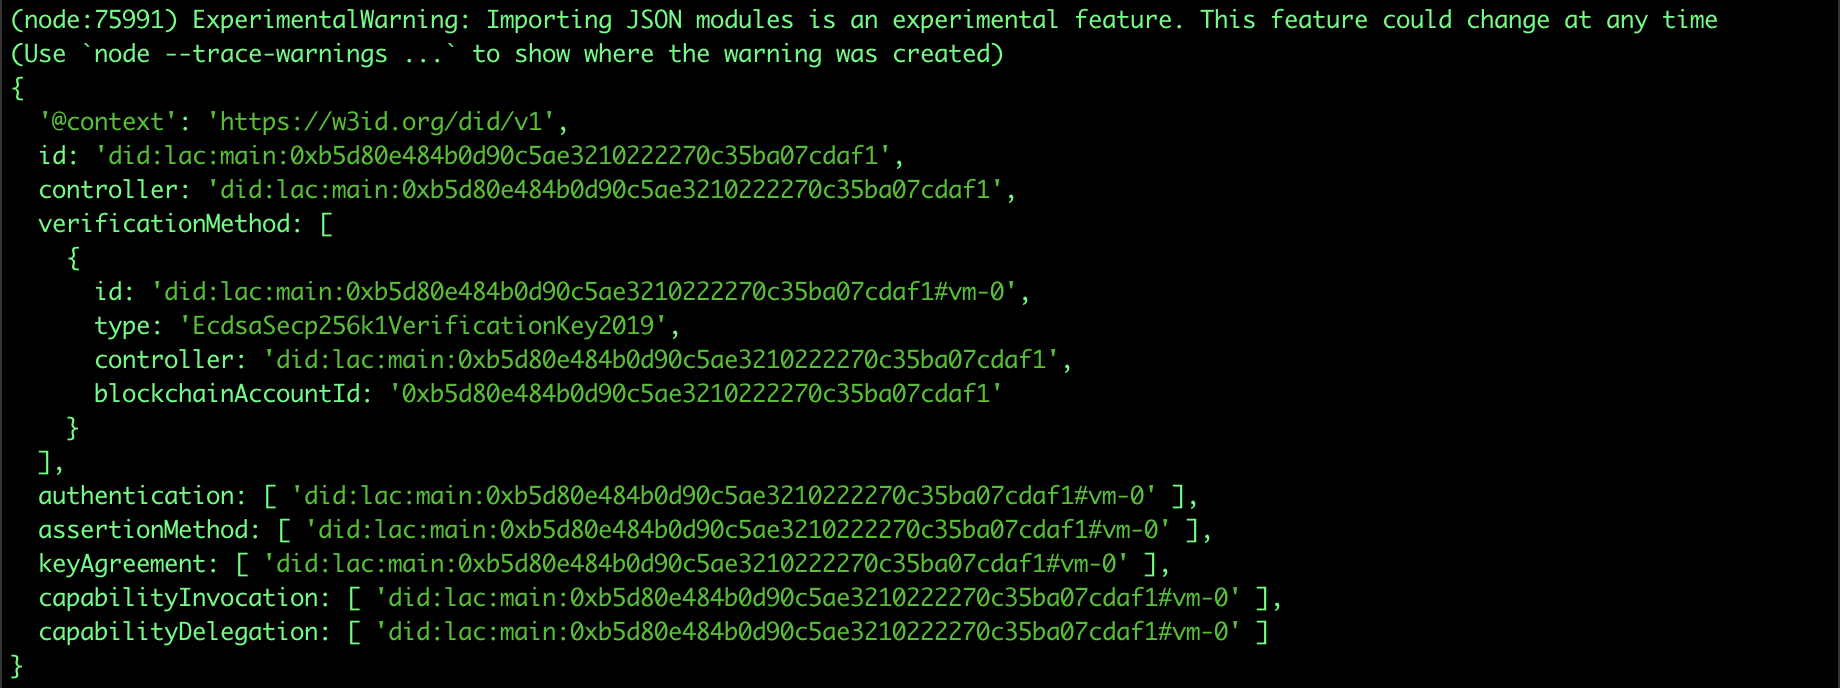 (node:75991) ExperimentalWarning: Importing JSON modules is an experimental feature. This feature could change at any time
(Use `node --trace-warnings ...` to show where the warning was created)
{
  '@context': 'https://w3id.org/did/v1',
  id: 'did:lac:main:0xb5d80e484b0d90c5ae3210222270c35ba07cdaf1',
  controller: 'did:lac:main:0xb5d80e484b0d90c5ae3210222270c35ba07cdaf1',
  verificationMethod: [
    {
      id: 'did:lac:main:0xb5d80e484b0d90c5ae3210222270c35ba07cdaf1#vm-0',
      type: 'EcdsaSecp256k1VerificationKey2019',
      controller: 'did:lac:main:0xb5d80e484b0d90c5ae3210222270c35ba07cdaf1',
      blockchainAccountId: '0xb5d80e484b0d90c5ae3210222270c35ba07cdaf1'
    }
  ],
  authentication: [ 'did:lac:main:0xb5d80e484b0d90c5ae3210222270c35ba07cdaf1#vm-0' ],
  assertionMethod: [ 'did:lac:main:0xb5d80e484b0d90c5ae3210222270c35ba07cdaf1#vm-0' ],
  keyAgreement: [ 'did:lac:main:0xb5d80e484b0d90c5ae3210222270c35ba07cdaf1#vm-0' ],
  capabilityInvocation: [ 'did:lac:main:0xb5d80e484b0d90c5ae3210222270c35ba07cdaf1#vm-0' ],
  capabilityDelegation: [ 'did:lac:main:0xb5d80e484b0d90c5ae3210222270c35ba07cdaf1#vm-0' ]
}